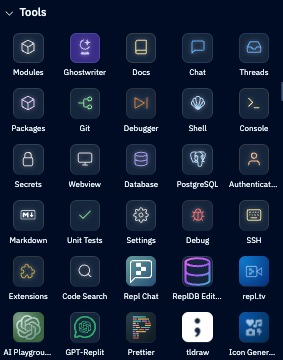 Tools
Modules Ghostwriter Docs Chat Threads
Packages Git Debugger Shell Console
Secrets Webview Database PostgreSQL Authenticat...
M↓
Markdown Unit Tests Settings Debug SSH
Extensions Code Search Repl Chat ReplDB Edit... repl.tv
AI Playgrou... GPT-Replit Prettier tldraw Icon Gener...